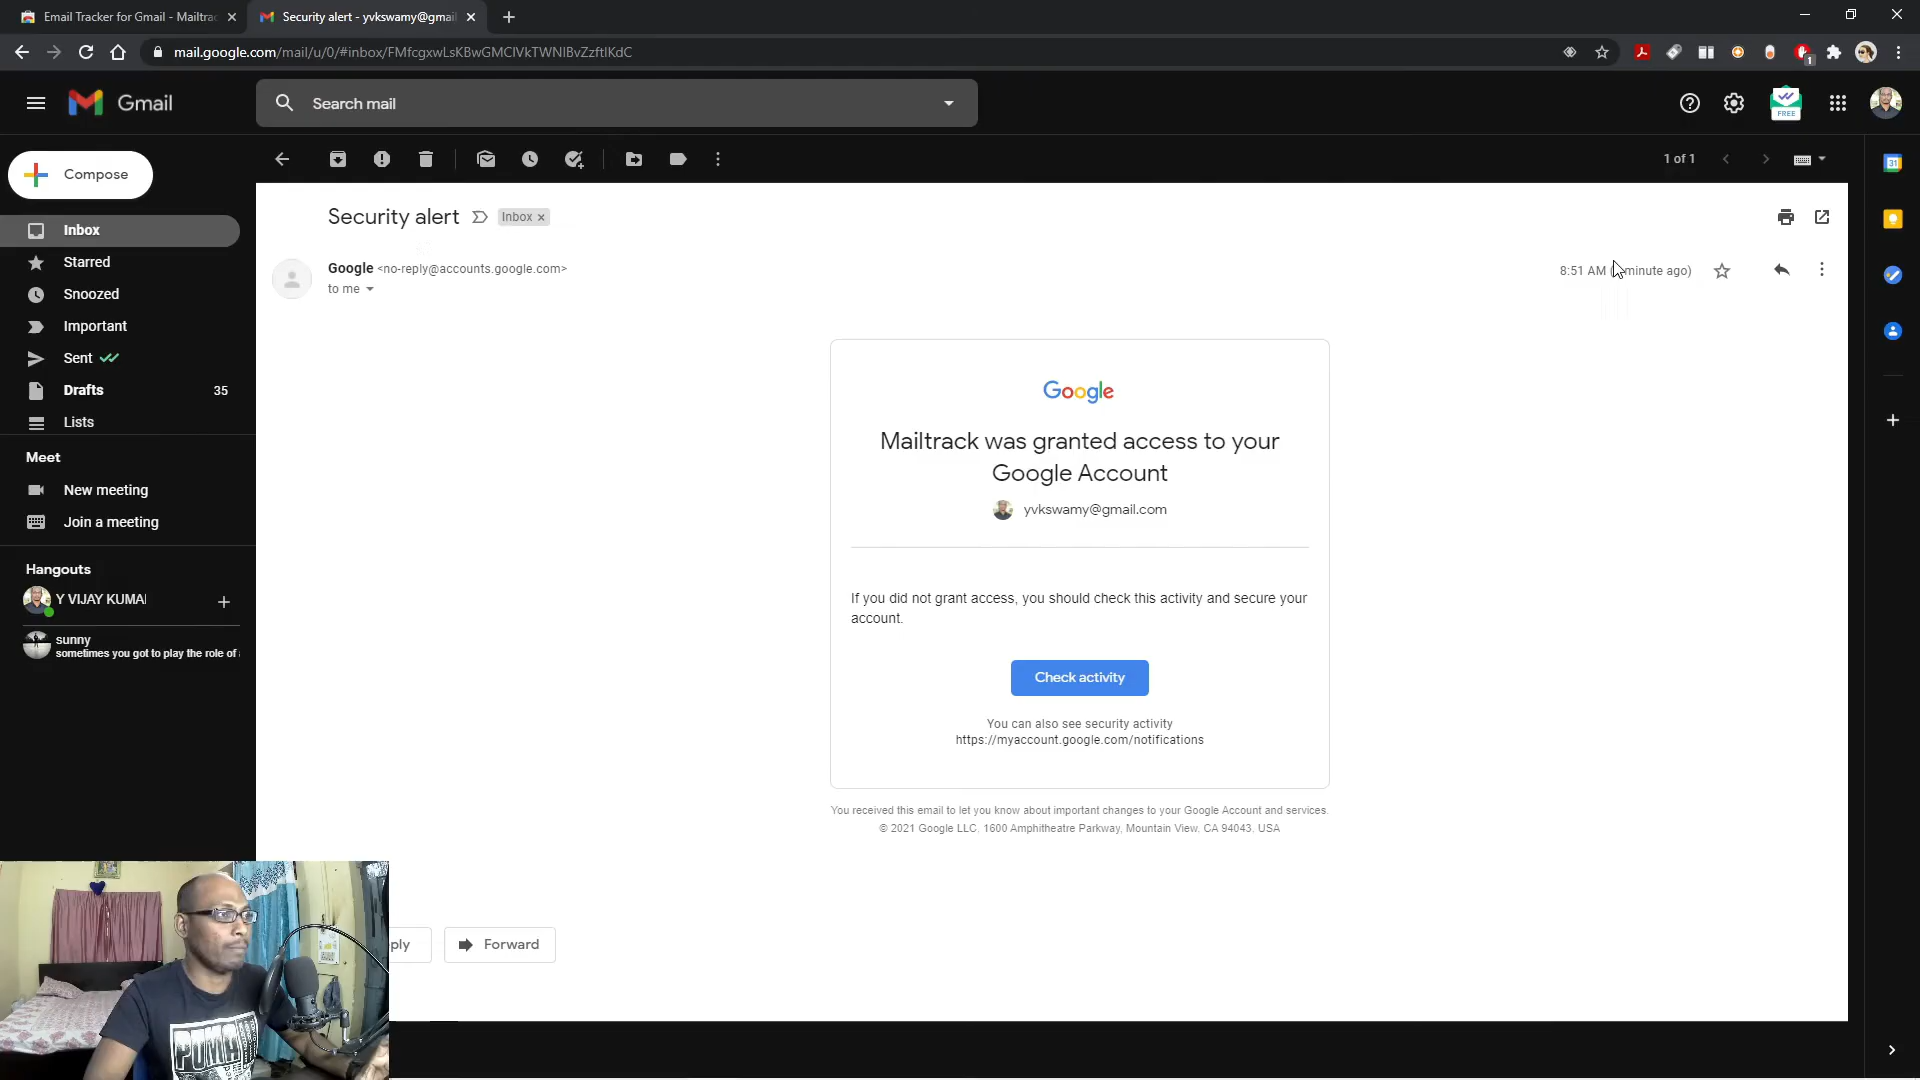 Email Tracker for Gmail - Mailtrac
Security alert - yvkswamy@gmail
mail.google.com/mail/u/0/#inbox/FMfcgxwLsKBwGMClVkTWNlBvZzftlKdC
1
Gmail
Search mail
FREE
Compose
1 of 1
31
Security alert
Inbox ×
Inbox
Starred
Snoozed
Important
Sent
Drafts 35
Lists
Google <no-reply@accounts.google.com>
8:51 AM ( minute ago)
to me
Google
Mailtrack was granted access to your
Google Account
yvkswamy@gmail.com
Meet
New meeting
Join a meeting
Hangouts
Y VIJAY KUMAR
sunny
sometimes you got to play the role of
If you did not grant access, you should check this activity and secure your
account.
Check activity
You can also see security activity
https://myaccount.google.com/notifications
You received this email to let you know about important changes to your Google Account and services.
© 2021 Google LLC, 1600 Amphitheatre Parkway, Mountain View, CA 94043, USA
ply
Forward
PUMA